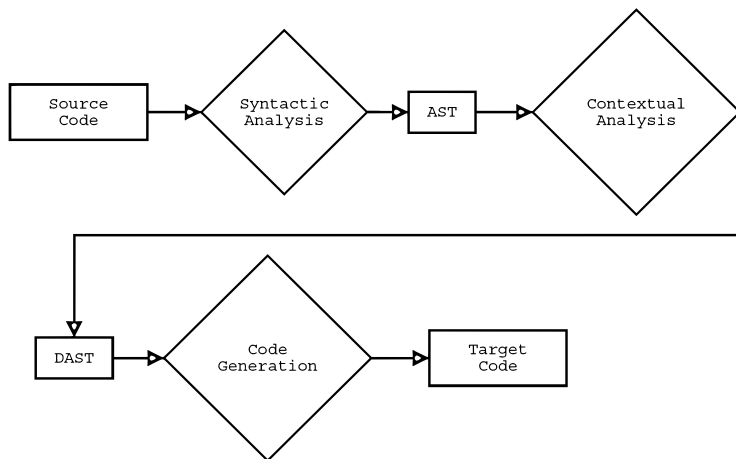 Source
Code
Syntactic
Analysis
AST
Contextual
Analysis
DAST
Code
Generation
Target
Code